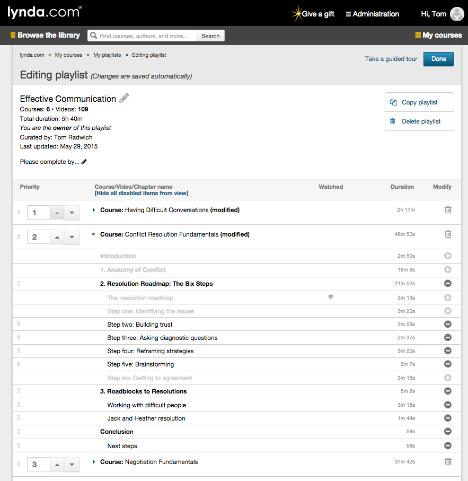 lynda.com®
Give a gift
Administration
Hi, Tom
Browse the library
Find courses, authors, and more...
Search
My courses
lynda.com » My courses » My playlists » Editing playlist
Take a guided tour
Done
Editing playlist (Changes are saved automatically)
Effective Communication
Courses: 6 • Videos: 109
Total duration: 5h 40m
You are the owner of this playlist
Curated by: Tom Radwich
Last updated: May 29, 2015
Please complete by...
Copy playlist
Delete playlist
Priority Course/Video/Chapter name Watched Duration Modify
[Hide all disabled items from view]
1 Course: Having Difficult Conversations (modified) 2h 17m
2 Course: Conflict Resolution Fundamentals (modified) 46m 50s
Introduction 2m 50s
1. Anatomy of Conflict 16m 9s
2. Resolution Roadmap: The Six Steps 21m 52s
The resolution roadmap 3m 13s
Step one: Identifying the issues 3m 23s
Step two: Building trust 2m 59s
Step three: Asking diagnostic questions 2m 37s
Step four: Reframing strategies 3m 23s
Step five: Brainstorming 3m 7s
Step six: Getting to agreement 3m 18s
3. Roadblocks to Resolutions 5m 2s
Working with difficult people 3m 18s
Jack and Heather resolution 1m 44s
Conclusion 59s
Next steps 59s
3 Course: Negotiation Fundamentals 37m 42s